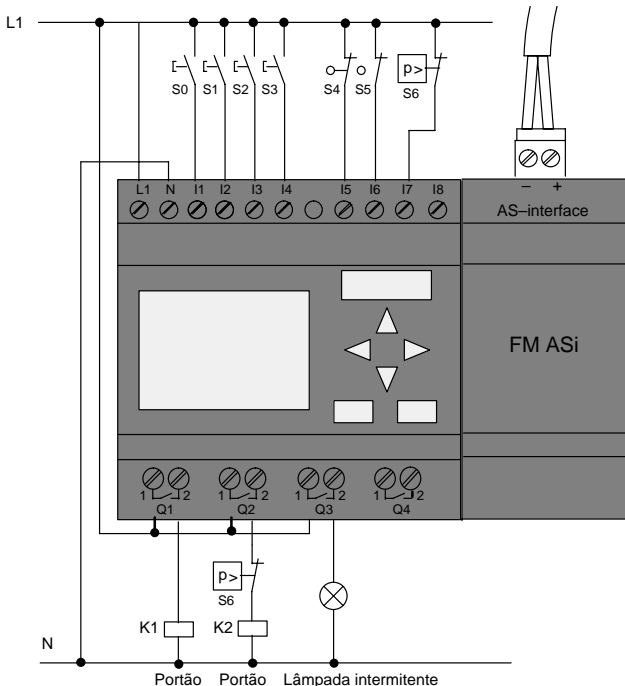 L1
p>
S0 S1 S2 S3 S4 S5 S6
L1 N I1 I2 I3 I4 I5 I6 I7 I8
– +
AS–interface
FM ASi
1 2 1 2 1 2 1 2
Q1 Q2 Q3 Q4
p>
S6
K1 K2
N
Portão Portão Lâmpada intermitente